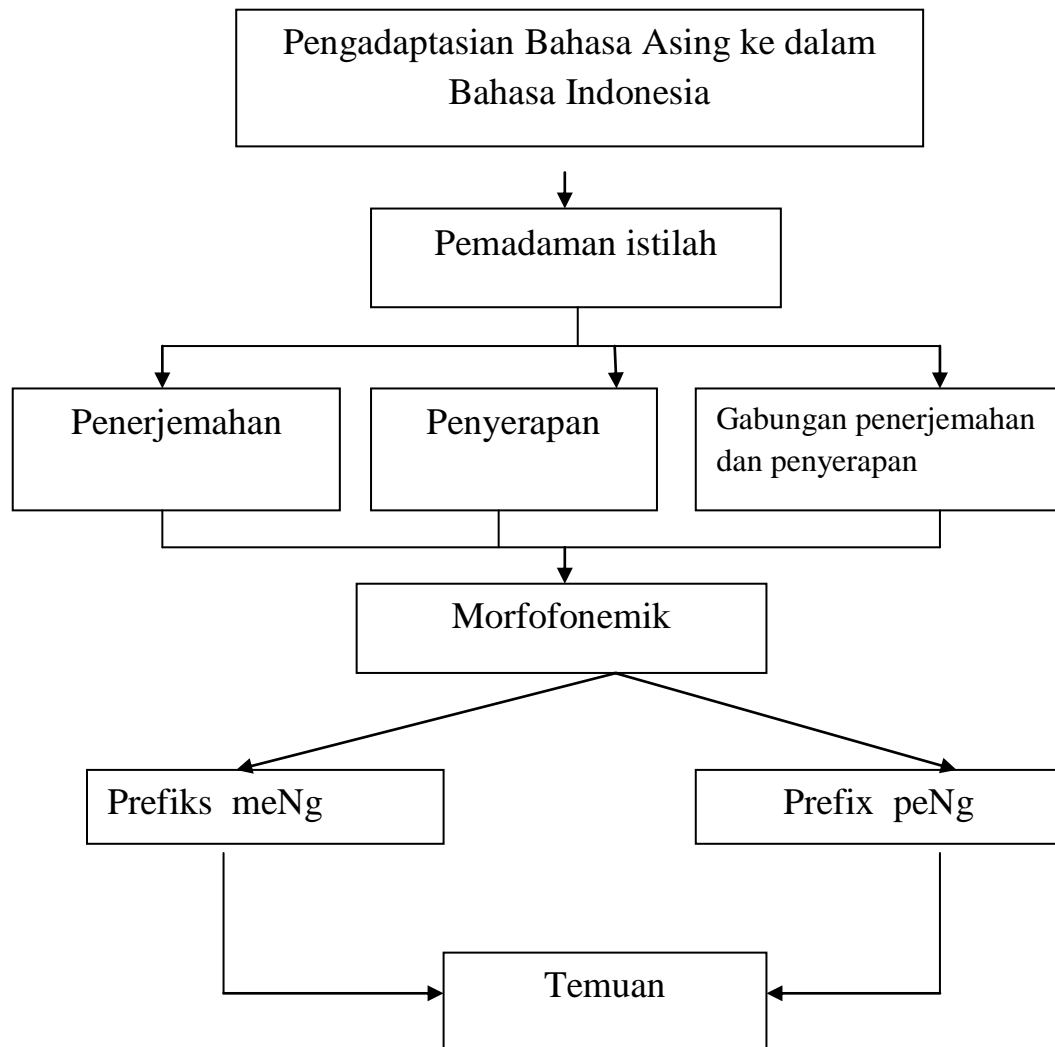 Pengadaptasian Bahasa Asing ke dalam
Bahasa Indonesia
Pemadaman istilah
Penerjemahan
Penyerapan
Gabungan penerjemahan
dan penyerapan
Morfofonemik
Prefiks meNg
Prefix peNg
Temuan